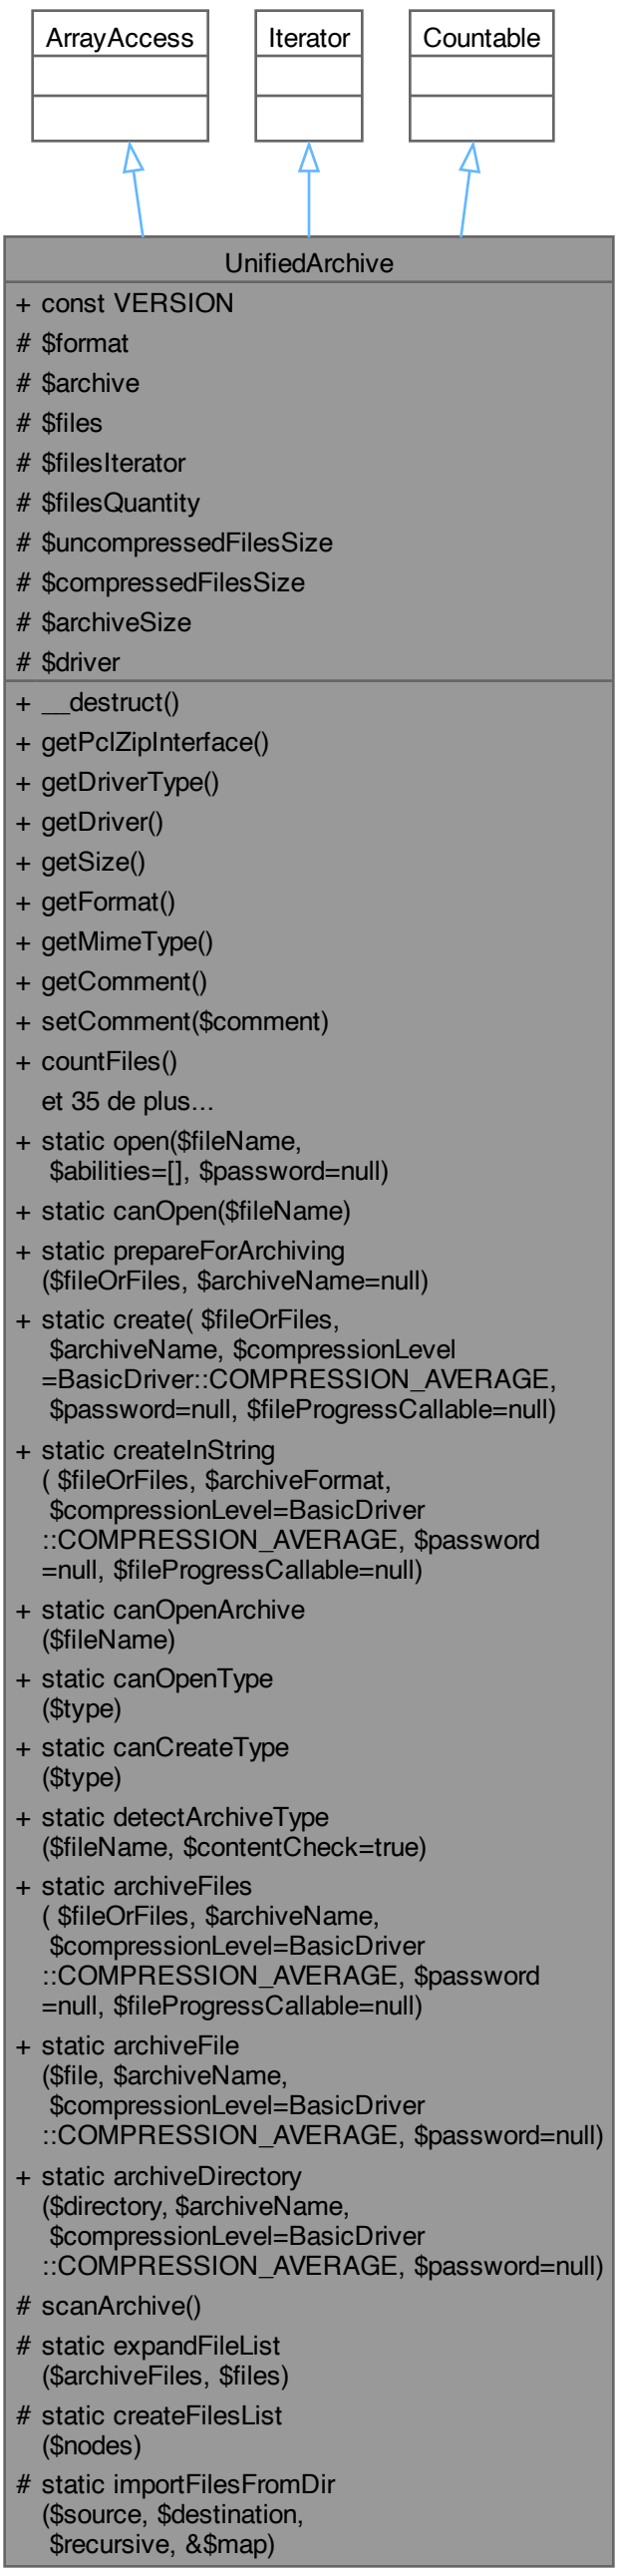 ArrayAccess
Iterator
Countable
UnifiedArchive
+ const VERSION
# $format
# $archive
# $files
# $filesIterator
# $filesQuantity
# $uncompressedFilesSize
# $compressedFilesSize
# $archiveSize
# $driver
+ __destruct()
+ getPclZipInterface()
+ getDriverType()
+ getDriver()
+ getSize()
+ getFormat()
+ getMimeType()
+ getComment()
+ setComment($comment)
+ countFiles()
et 35 de plus...
+ static open($fileName,
$abilities=[], $password=null)
+ static canOpen($fileName)
+ static prepareForArchiving
($fileOrFiles, $archiveName=null)
+ static create( $fileOrFiles,
$archiveName, $compressionLevel
=BasicDriver::COMPRESSION_AVERAGE,
$password=null, $fileProgressCallable=null)
+ static createInString
( $fileOrFiles, $archiveFormat,
$compressionLevel=BasicDriver
::COMPRESSION_AVERAGE, $password
=null, $fileProgressCallable=null)
+ static canOpenArchive
($fileName)
+ static canOpenType
($type)
+ static canCreateType
($type)
+ static detectArchiveType
($fileName, $contentCheck=true)
+ static archiveFiles
( $fileOrFiles, $archiveName,
$compressionLevel=BasicDriver
::COMPRESSION_AVERAGE, $password
=null, $fileProgressCallable=null)
+ static archiveFile
($file, $archiveName,
$compressionLevel=BasicDriver
::COMPRESSION_AVERAGE, $password=null)
+ static archiveDirectory
($directory, $archiveName,
$compressionLevel=BasicDriver
::COMPRESSION_AVERAGE, $password=null)
# scanArchive()
# static expandFileList
($archiveFiles, $files)
# static createFilesList
($nodes)
# static importFilesFromDir
($source, $destination,
$recursive, &$map)